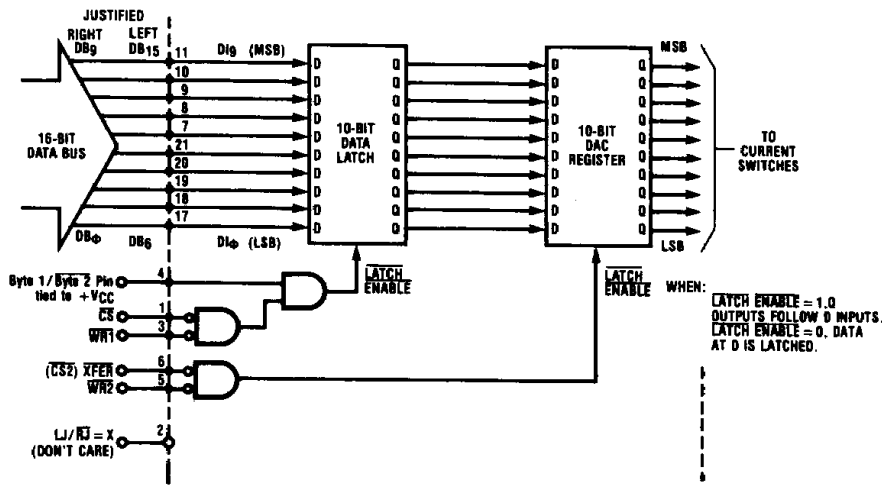 JUSTIFIED
RIGHT LEFT
DB9 DB15 11 DI9 (MSB)
10
9
8
7
21
20
19
18
17
DBΦ DB6 DIΦ (LSB)
16-BIT
DATA BUS
D Q
D Q
D Q
D Q
D Q
D Q
D Q
D Q
D Q
D Q
10-BIT
DATA
LATCH
D Q
D Q
D Q
D Q
D Q
D Q
D Q
D Q
D Q
D Q
10-BIT
DAC
REGISTER
MSB
LSB
TO
CURRENT
SWITCHES
Byte 1/Byte 2 Pin 4
tied to +VCC
CS 1
WR1 3
(CS2) XFER 6
WR2 5
LJ/RJ = X 2
(DON'T CARE)
LATCH
ENABLE
LATCH
ENABLE
WHEN:
LATCH ENABLE = 1,Q
OUTPUTS FOLLOW D INPUTS.
LATCH ENABLE = 0, DATA
AT D IS LATCHED.